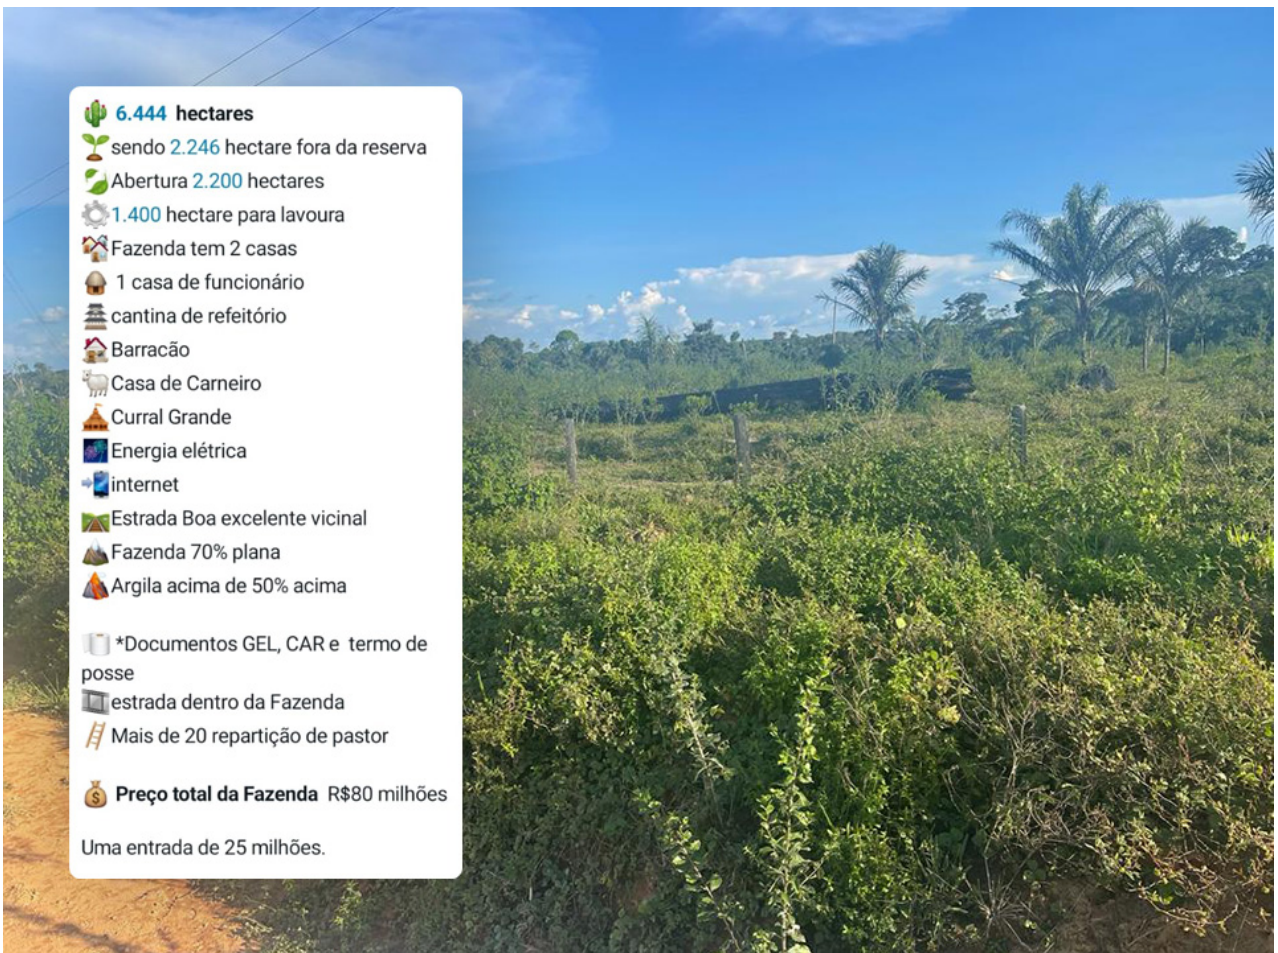 6.444 hectares
sendo 2.246 hectare fora da reserva
Abertura 2.200 hectares
1.400 hectare para lavoura
Fazenda tem 2 casas
1 casa de funcionário
cantina de refeitório
Barracão
Casa de Carneiro
Curral Grande
Energia elétrica
internet
Estrada Boa excelente vicinal
Fazenda 70% plana
Argila acima de 50% acima
*Documentos GEL, CAR e termo de
posse
estrada dentro da Fazenda
Mais de 20 repartição de pastor
Preço total da Fazenda R$80 milhões
Uma entrada de 25 milhões.